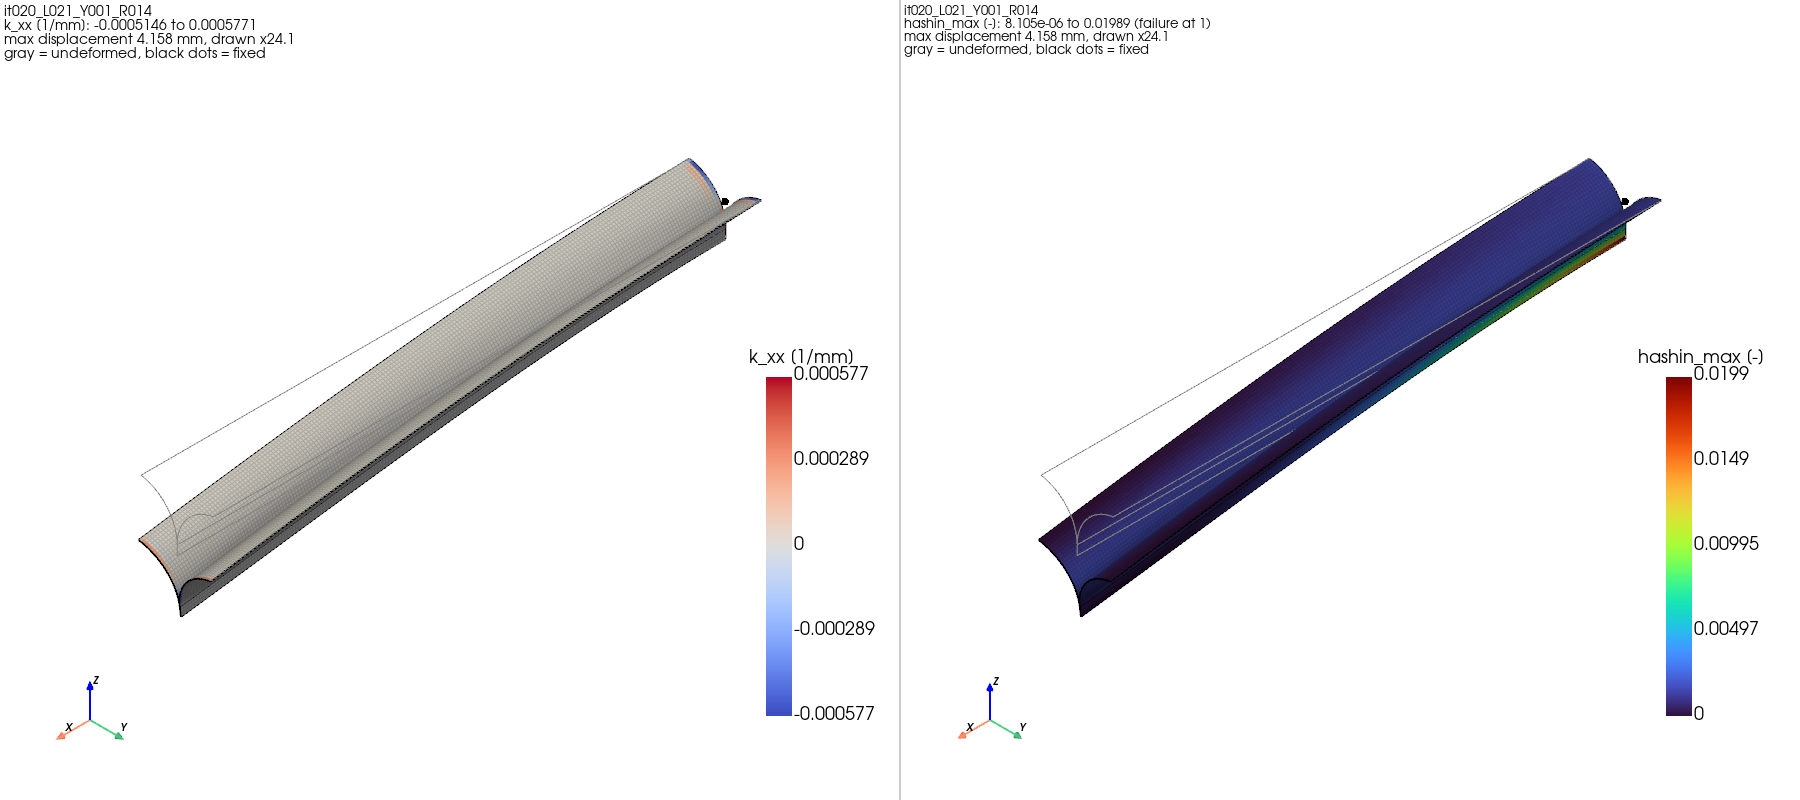 it020_L021_Y001_R014
k_xx [1/mm]: -0.0005146 to 0.0005771
max displacement 4.158 mm, drawn x24.1
gray = undeformed, black dots = fixed
k_xx [1/mm]
0.000577
0.000289
0
-0.000289
-0.000577
Z
X
Y
it020_L021_Y001_R014
hashin_max [-]: 8.105e-06 to 0.01989 (failure at 1)
max displacement 4.158 mm, drawn x24.1
gray = undeformed, black dots = fixed
hashin_max [-]
0.0199
0.0149
0.00995
0.00497
0
Z
X
Y